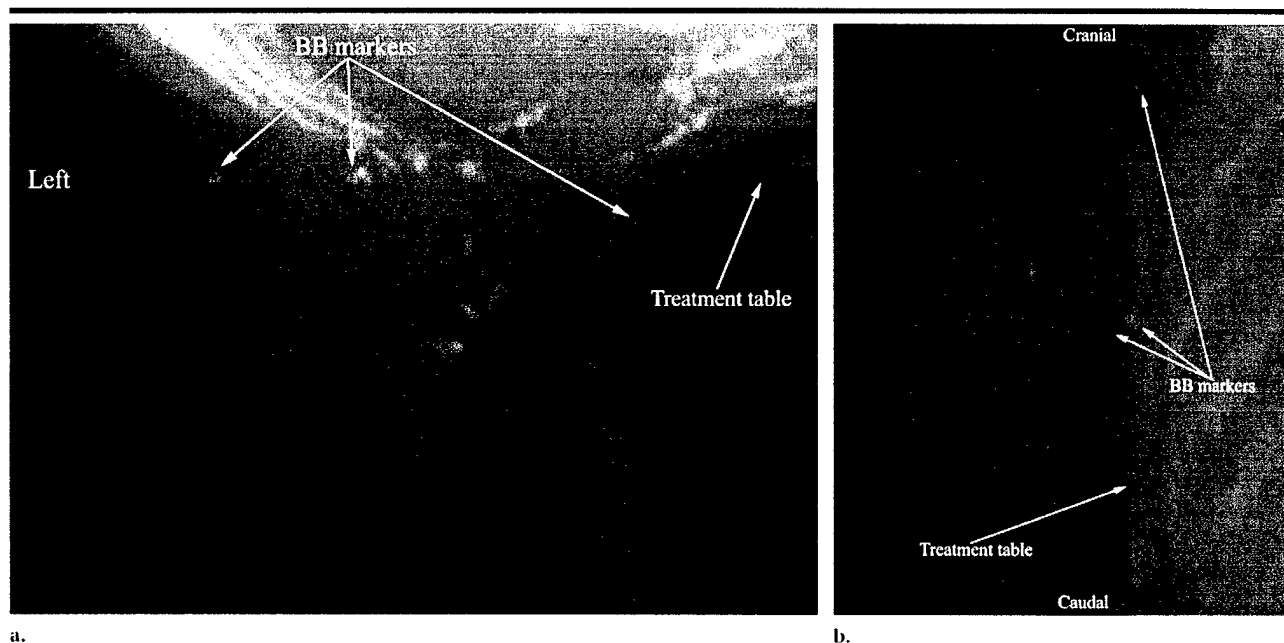 BB markers
Left
Treatment table
a.
Cranial
BB markers
Treatment table
Caudal
b.